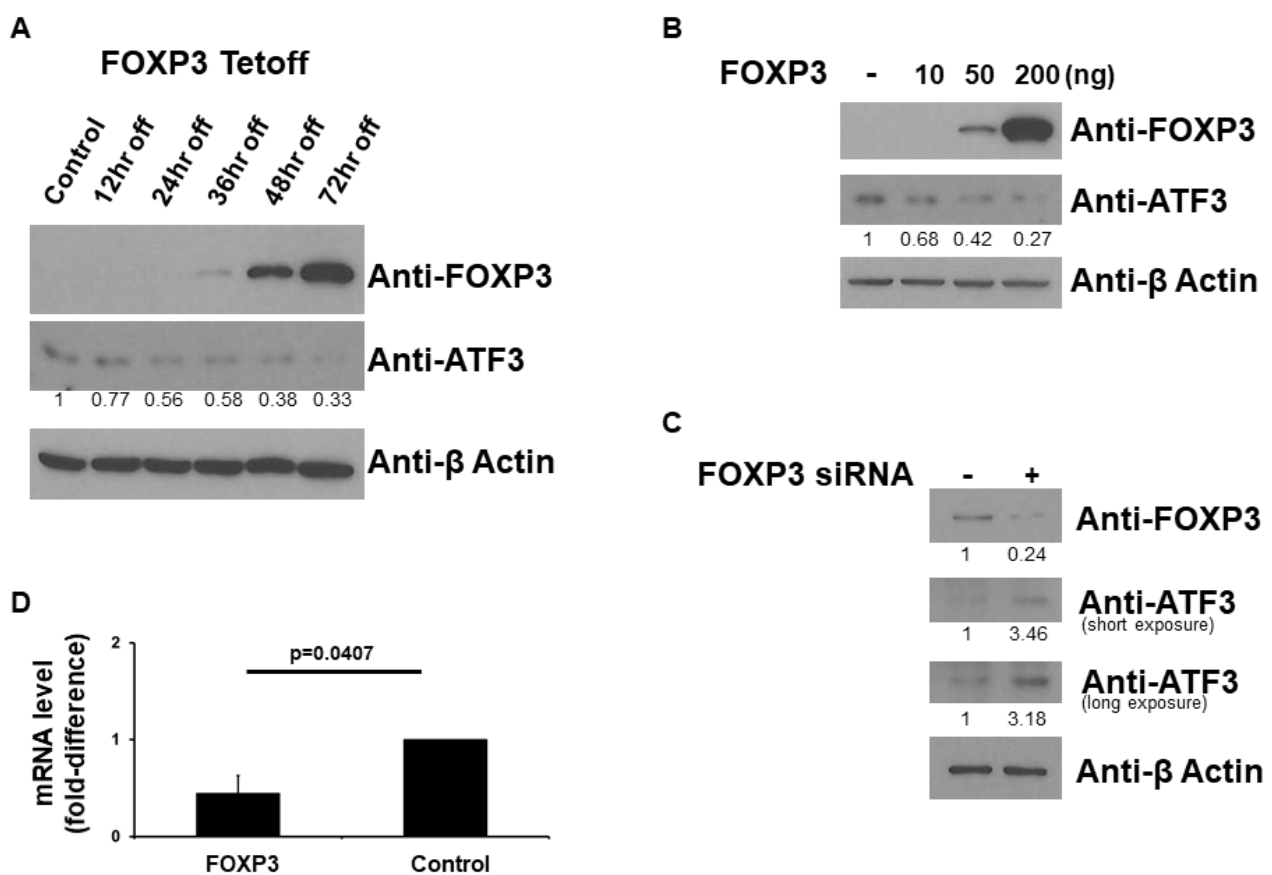 A
FOXP3 Tetoff
Control 12hr off 24hr off 36hr off 48hr off 72hr off
Anti-FOXP3
Anti-ATF3
1 0.77 0.56 0.58 0.38 0.33
Anti-β Actin
B
FOXP3 - 10 50 200 (ng)
Anti-FOXP3
Anti-ATF3
1 0.68 0.42 0.27
Anti-β Actin
C
FOXP3 siRNA - +
Anti-FOXP3
1 0.24
Anti-ATF3
(short exposure)
1 3.46
Anti-ATF3
(long exposure)
1 3.18
Anti-β Actin
D
mRNA level
(fold-difference)
2
p=0.0407
1
0
FOXP3 Control